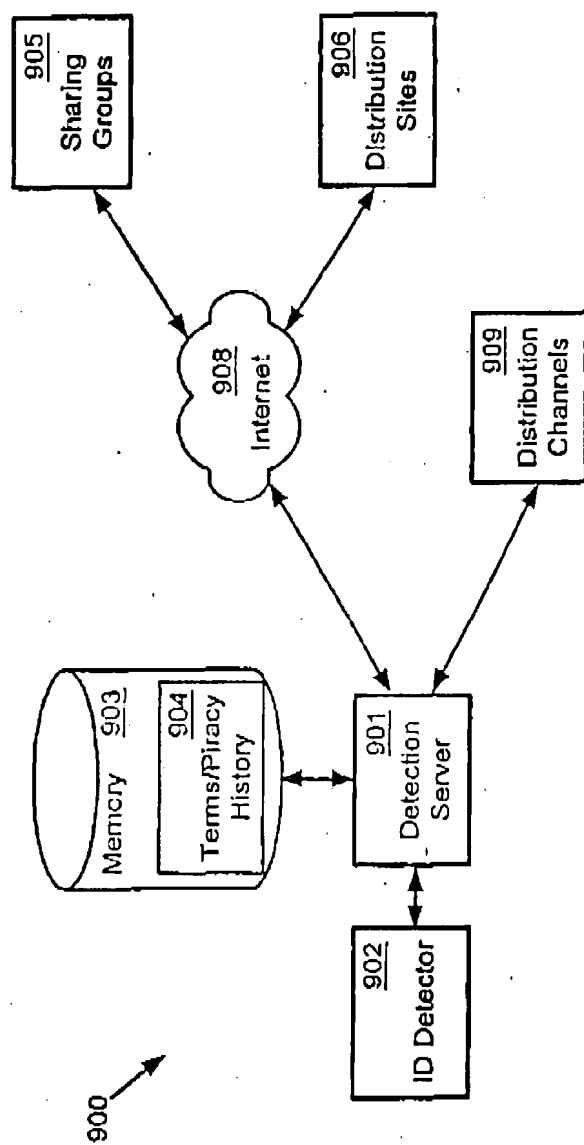 900
902
ID Detector
901
Detection
Server
Memory 903
904
Terms/Piracy
History
908
Internet
905
Sharing
Groups
906
Distribution
Sites
909
Distribution
Channels